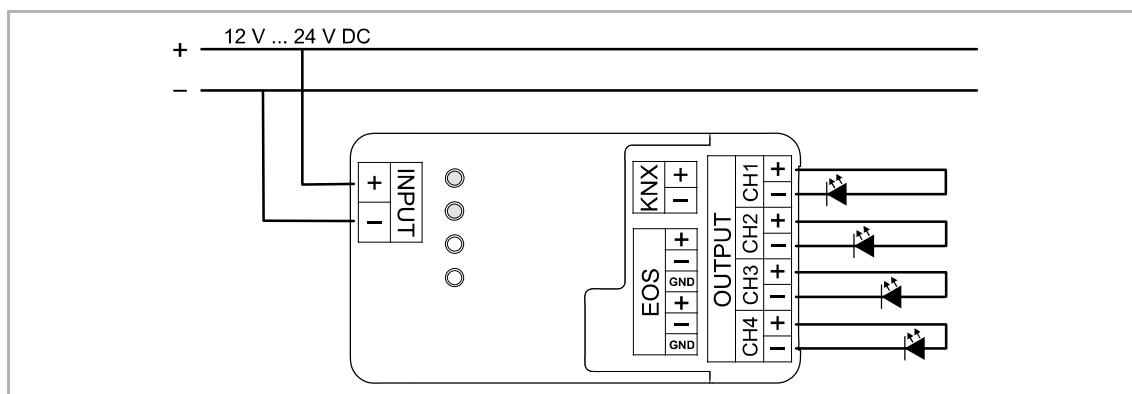 12 V ... 24 V DC
+
−
+
−
INPUT
KNX
+
−
EOS
+
−
GND
+
−
GND
OUTPUT
CH1
+
−
CH2
+
−
CH3
+
−
CH4
+
−